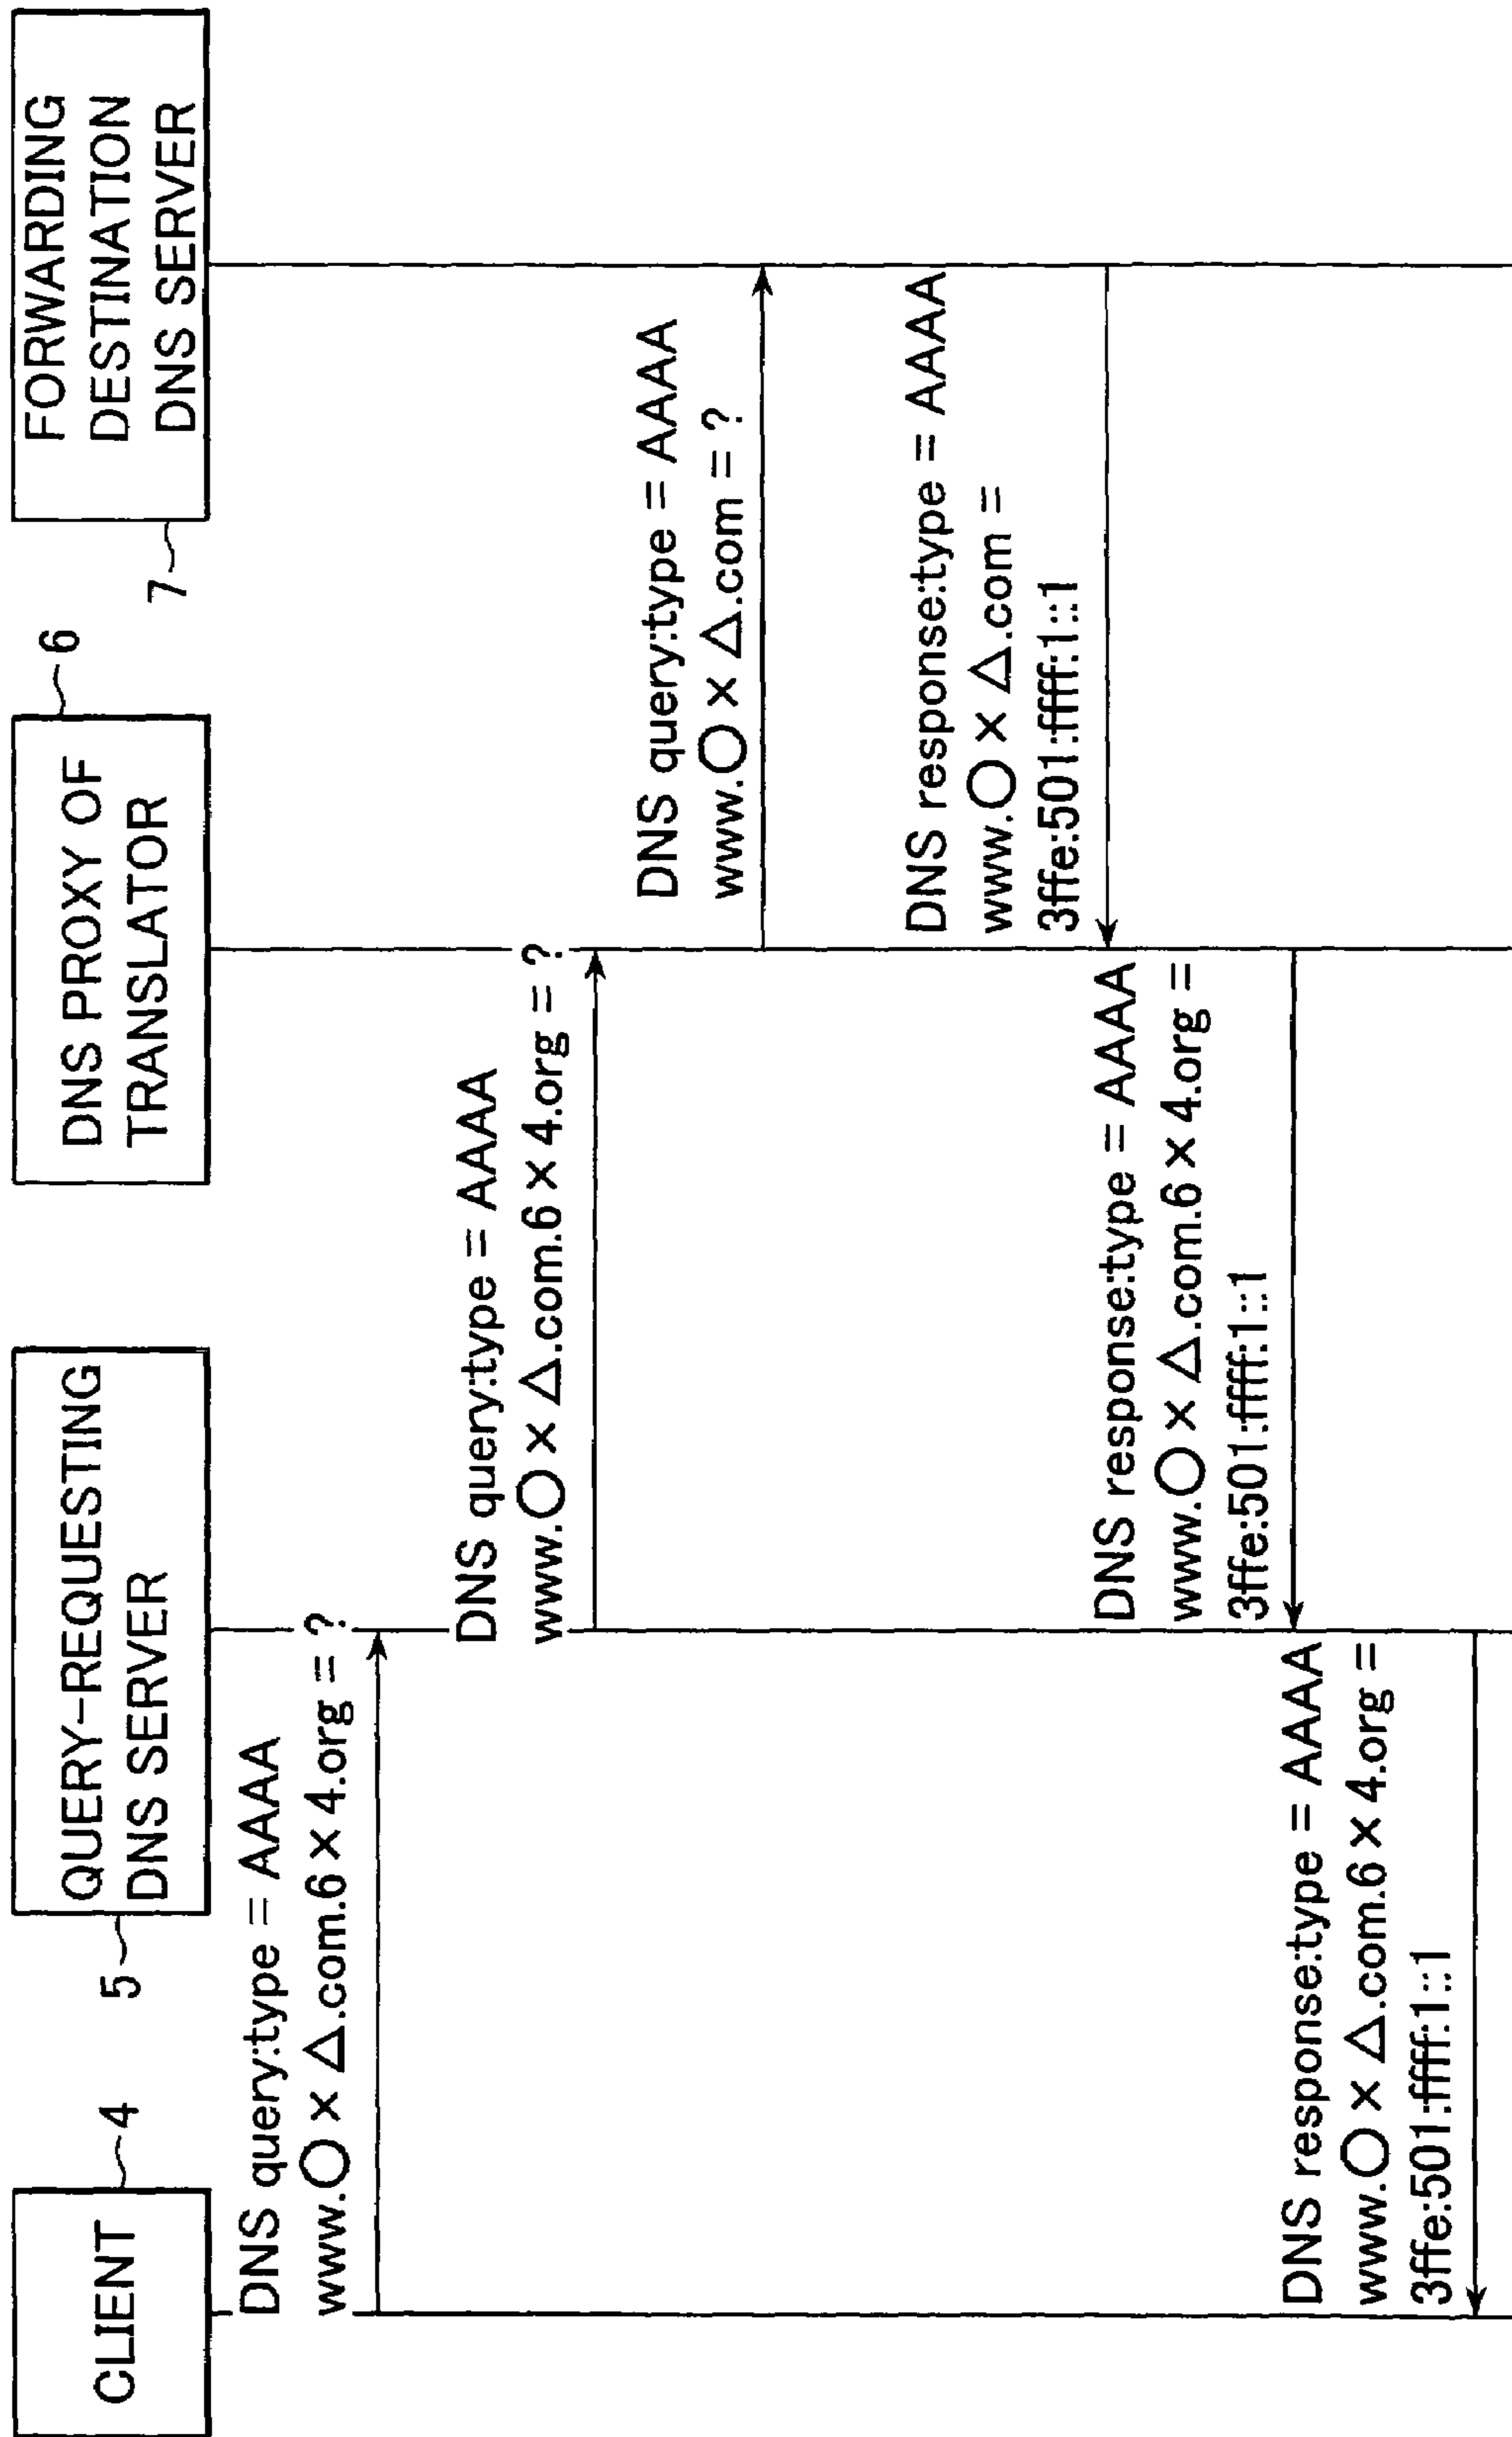 CLIENT
4
QUERY-REQUESTING
DNS SERVER
5
DNS PROXY OF
TRANSLATOR
6
FORWARDING
DESTINATION
DNS SERVER
7
DNS query:type = AAAA
www.○×△.com.6×4.org = ?
DNS query:type = AAAA
www.○×△.com.6×4.org = ?
DNS query:type = AAAA
www.○×△.com = ?
DNS response:type = AAAA
www.○×△.com =
3ffe:501:ffff:1::1
DNS response:type = AAAA
www.○×△.com.6×4.org =
3ffe:501:ffff:1::1
DNS response:type = AAAA
www.○×△.com.6×4.org =
3ffe:501:ffff:1::1